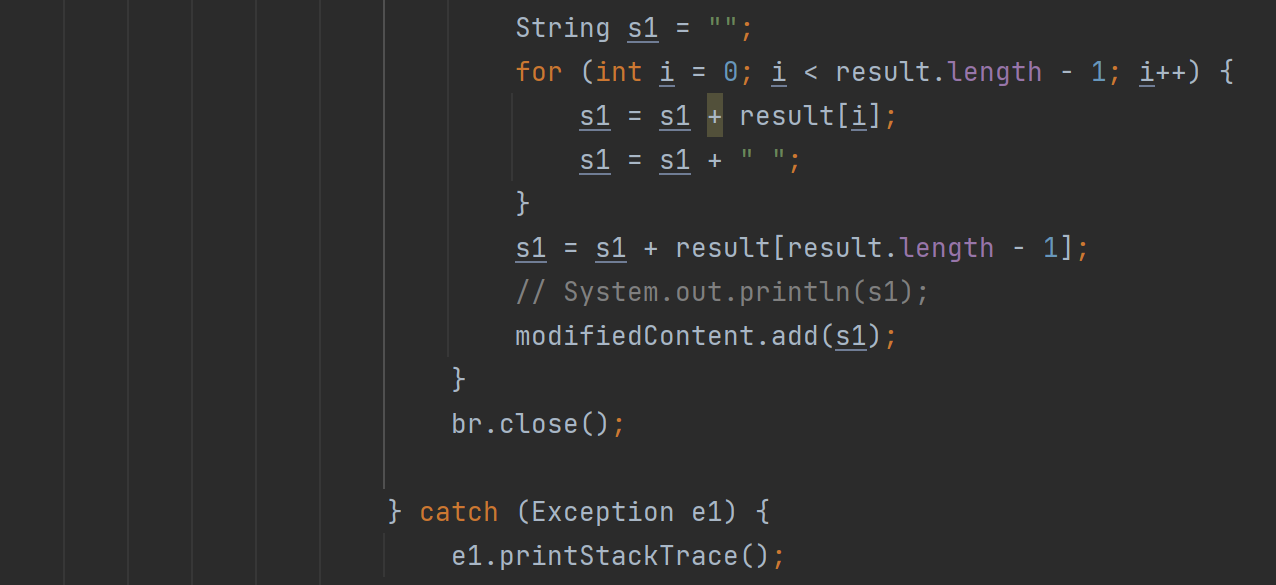 String s1 = "";
for (int i = 0; i < result.length - 1; i++) {
s1 = s1 + result[i];
s1 = s1 + " ";
}
s1 = s1 + result[result.length - 1];
// System.out.println(s1);
modifiedContent.add(s1);
}
br.close();
} catch (Exception e1) {
e1.printStackTrace();